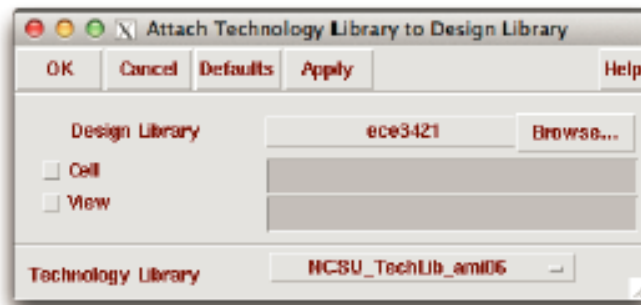 Attach Technology Library to Design Library
OK Cancel Defaults Apply Help
Design Library ece3421 Browse...
Cell
View
Technology Library NCSU_TechLib_ami06